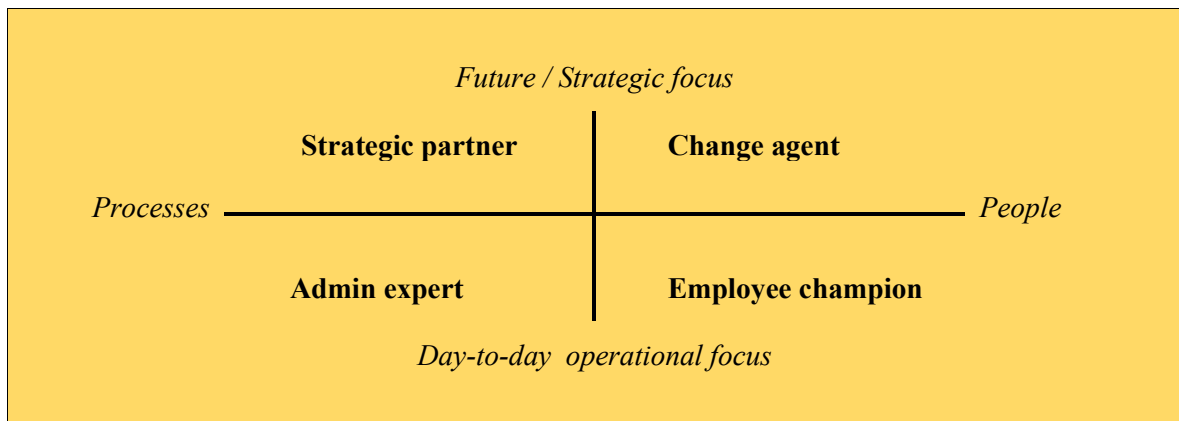 Future / Strategic focus
Strategic partner Change agent
Processes People
Admin expert Employee champion
Day-to-day operational focus